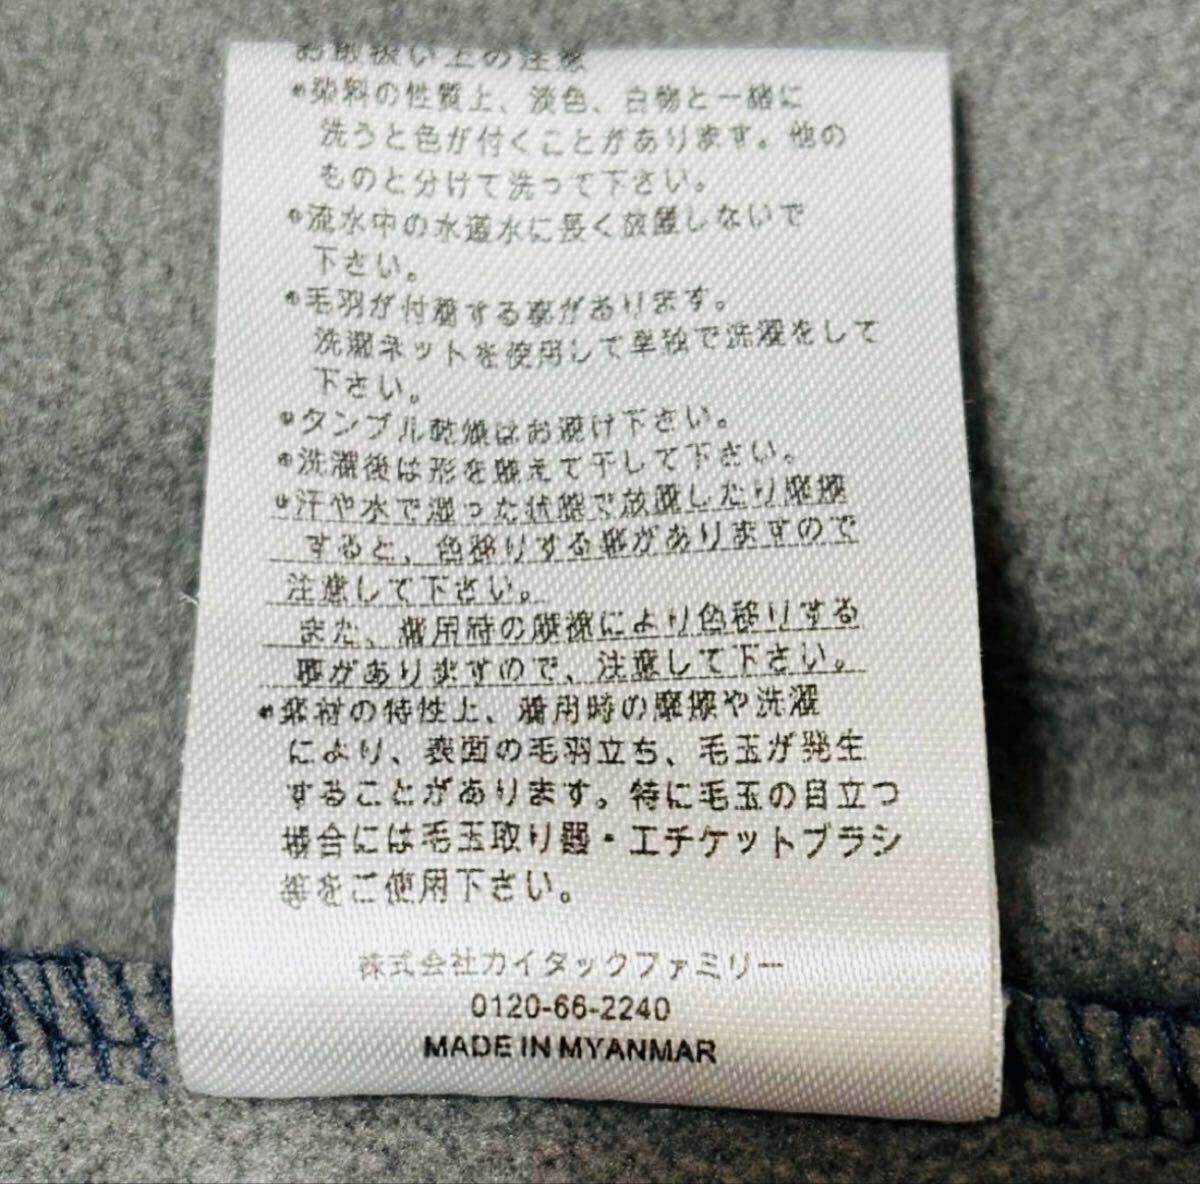 お取扱い上の注意
●染料の性質上、淡色、白物と一緒に
洗うと色が付くことがあります。他の
ものと分けて洗って下さい。
●流水中の水道水に長く放置しないで
下さい。
●毛羽が付着する事があります。
洗濯ネットを使用して単独で洗濯をして
下さい。
●タンブル乾燥はお避け下さい。
●洗濯後は形を整えて干して下さい。
●汗や水で湿った状態で放置したり摩擦
すると、色移りする事がありますので
注意して下さい。
また、着用時の摩擦により色移りする
事がありますので、注意して下さい。
●素材の特性上、着用時の摩擦や洗濯
により、表面の毛羽立ち、毛玉が発生
することがあります。特に毛玉の目立つ
場合には毛玉取り器・エチケットブラシ
等をご使用下さい。
株式会社カイタックファミリー
0120-66-2240
MADE IN MYANMAR